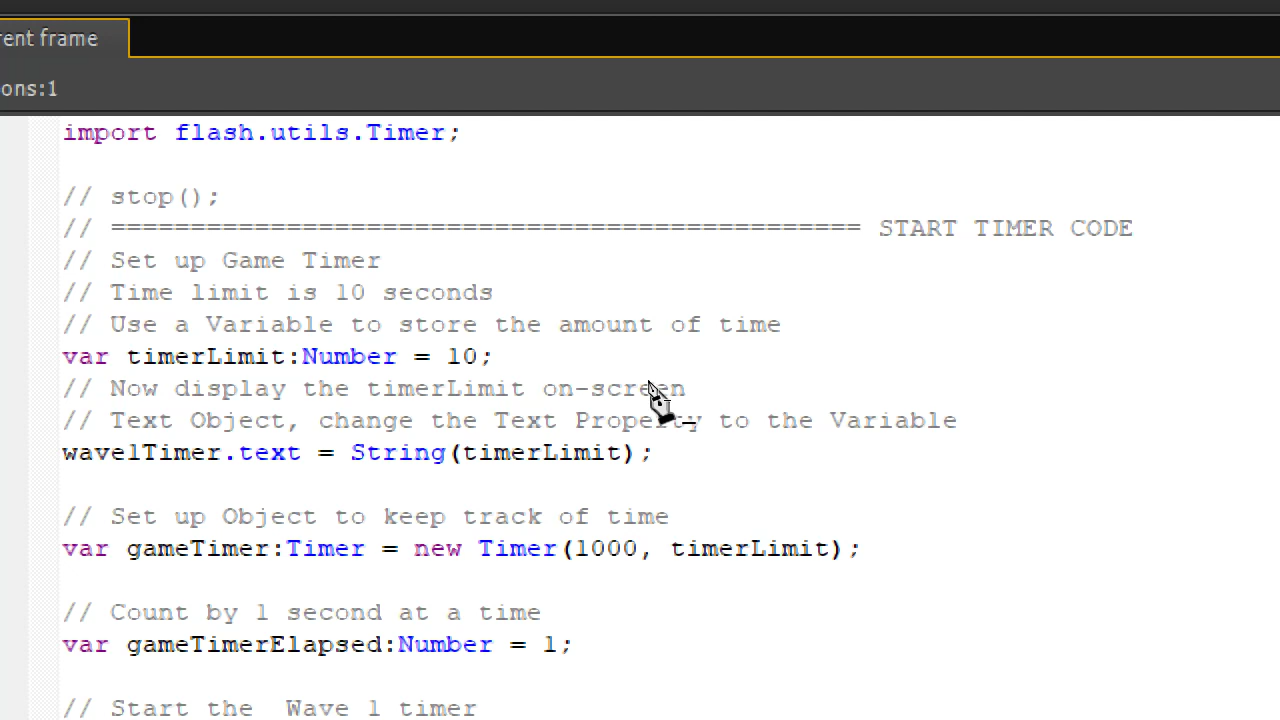 rent frame
ons:1
import flash.utils.Timer;
// stop();
// =============================================== START TIMER CODE
// Set up Game Timer
// Time limit is 10 seconds
// Use a Variable to store the amount of time
var timerLimit:Number = 10;
// Now display the timerLimit on-screen
// Text Object, change the Text Property to the Variable
wave1Timer.text = String(timerLimit);
// Set up Object to keep track of time
var gameTimer:Timer = new Timer(1000, timerLimit);
// Count by 1 second at a time
var gameTimerElapsed:Number = 1;
// Start the  Wave 1 timer